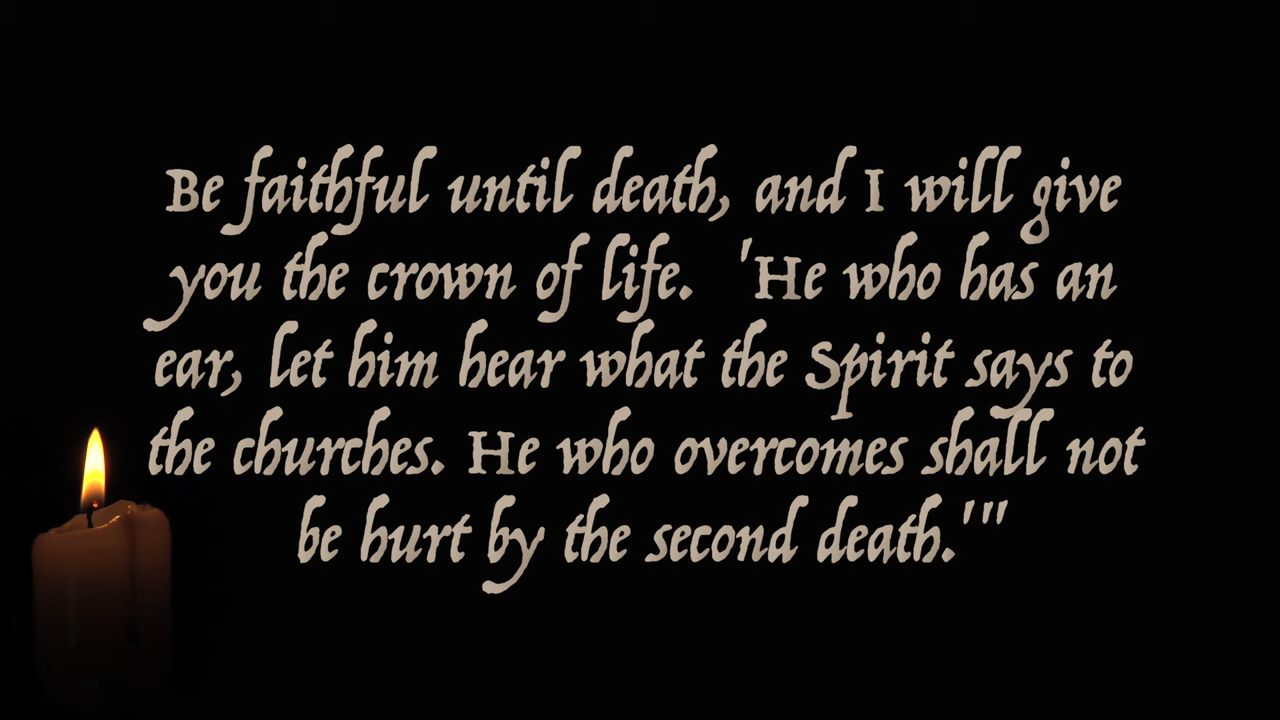 Be faithful until death, and I will give
you the crown of life.  'He who has an
ear, let him hear what the Spirit says to
the churches. He who overcomes shall not
be hurt by the second death.'"